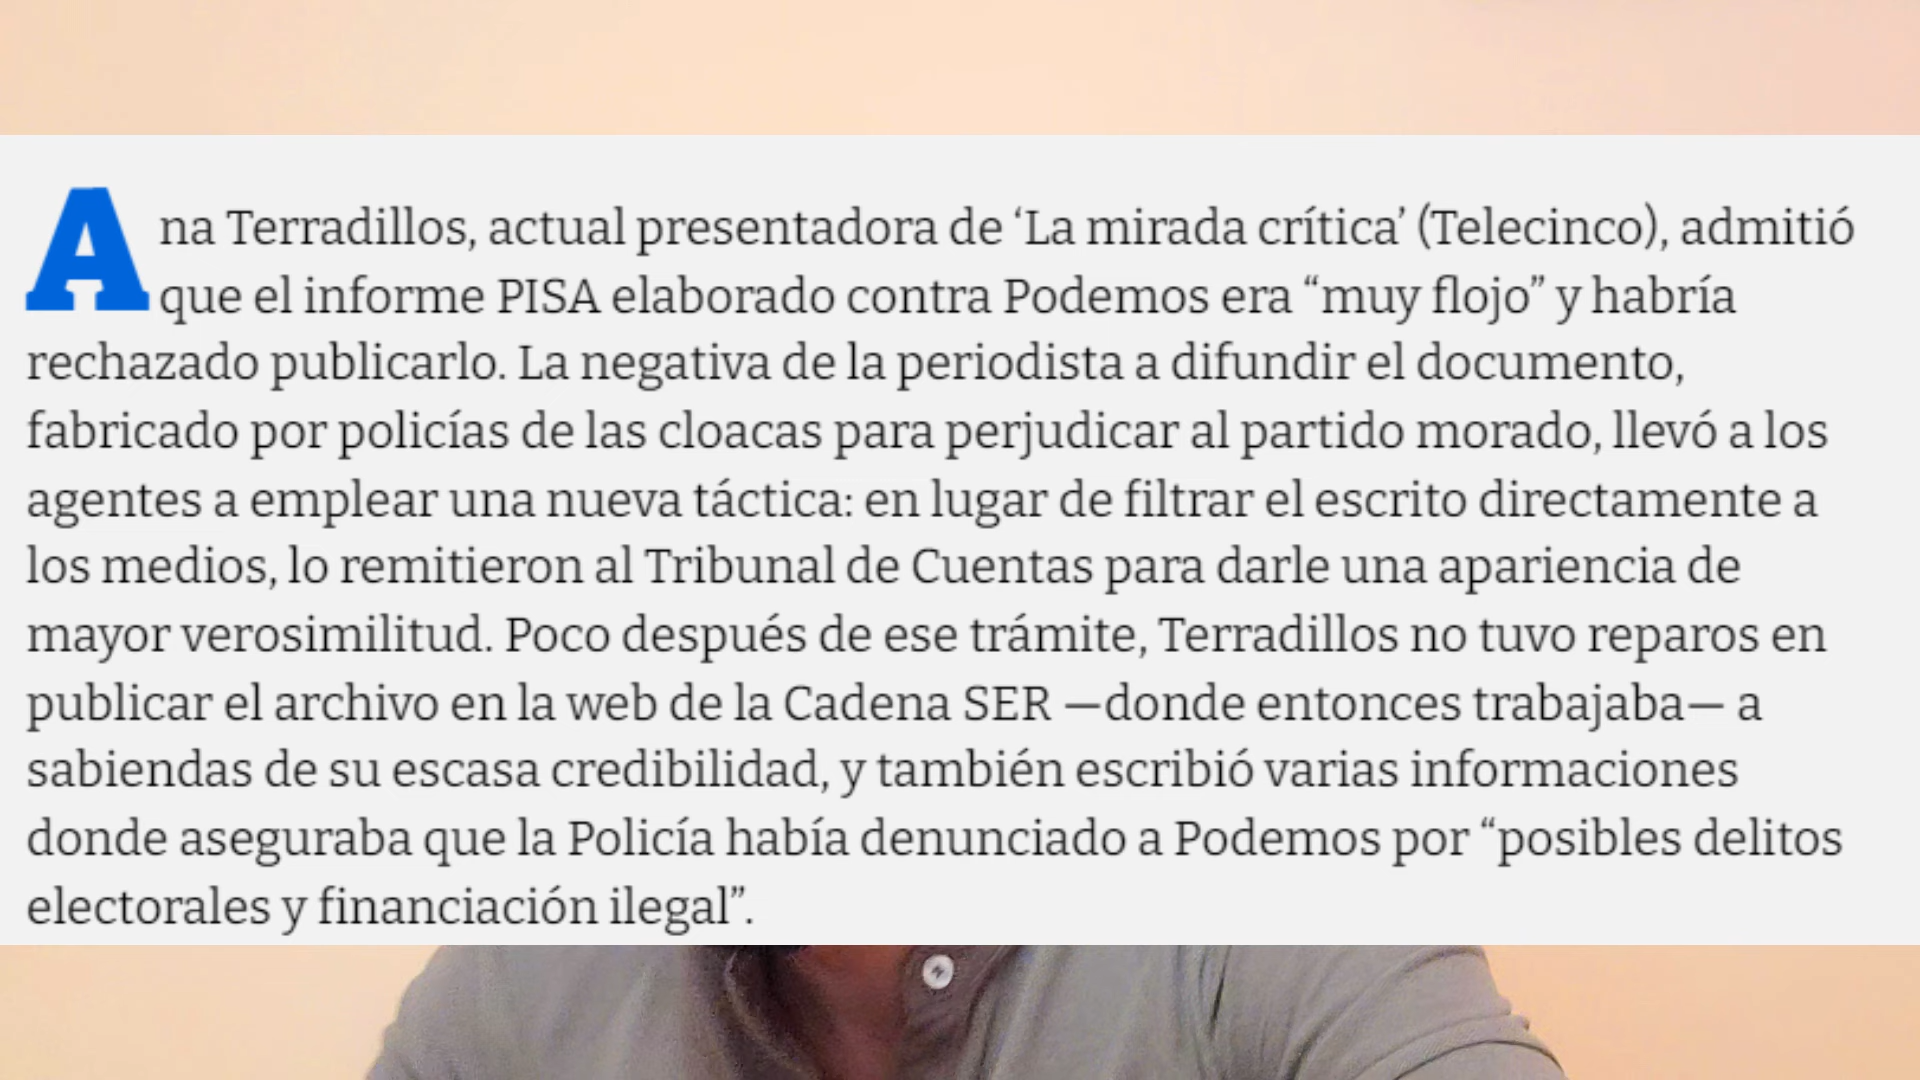 Ana Terradillos, actual presentadora de ‘La mirada crítica’ (Telecinco), admitió
que el informe PISA elaborado contra Podemos era “muy flojo” y habría
rechazado publicarlo. La negativa de la periodista a difundir el documento,
fabricado por policías de las cloacas para perjudicar al partido morado, llevó a los
agentes a emplear una nueva táctica: en lugar de filtrar el escrito directamente a
los medios, lo remitieron al Tribunal de Cuentas para darle una apariencia de
mayor verosimilitud. Poco después de ese trámite, Terradillos no tuvo reparos en
publicar el archivo en la web de la Cadena SER —donde entonces trabajaba— a
sabiendas de su escasa credibilidad, y también escribió varias informaciones
donde aseguraba que la Policía había denunciado a Podemos por “posibles delitos
electorales y financiación ilegal”.